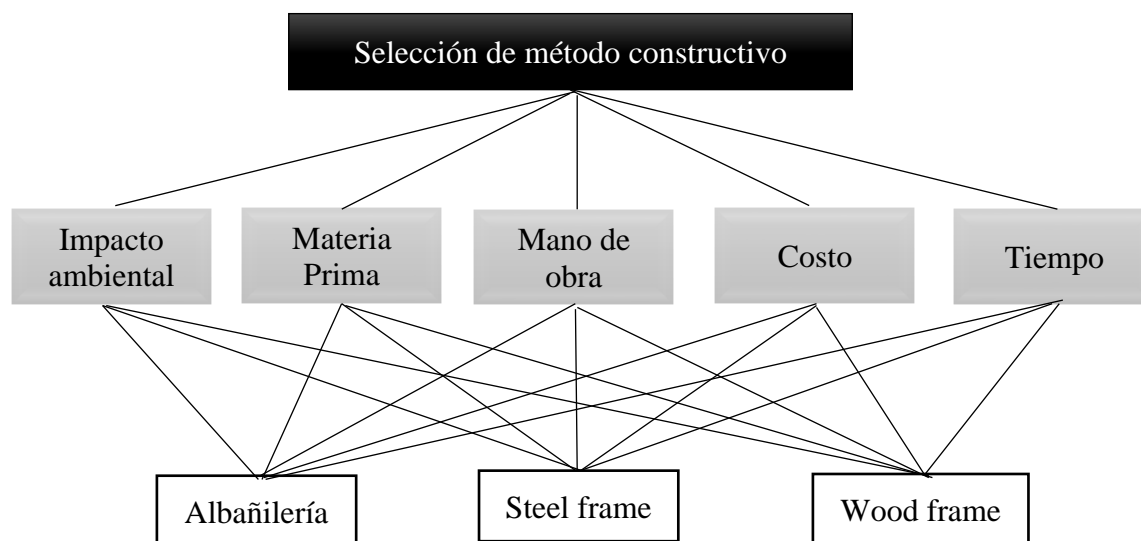 Selección de método constructivo
Impacto
ambiental
Materia
Prima
Mano de
obra
Costo
Tiempo
Albañilería
Steel frame
Wood frame